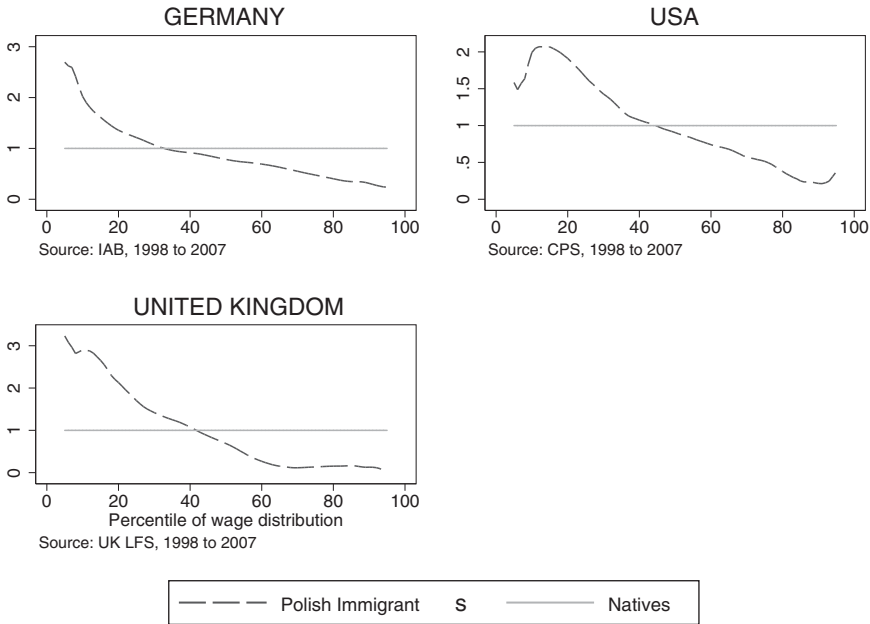 GERMANY
3
2
1
0
0 20 40 60 80 100
Source: IAB, 1998 to 2007
USA
2
1.5
1
.5
0
0 20 40 60 80 100
Source: CPS, 1998 to 2007
UNITED KINGDOM
3
2
1
0
0 20 40 60 80 100
Percentile of wage distribution
Source: UK LFS, 1998 to 2007
Polish Immigrant s Natives